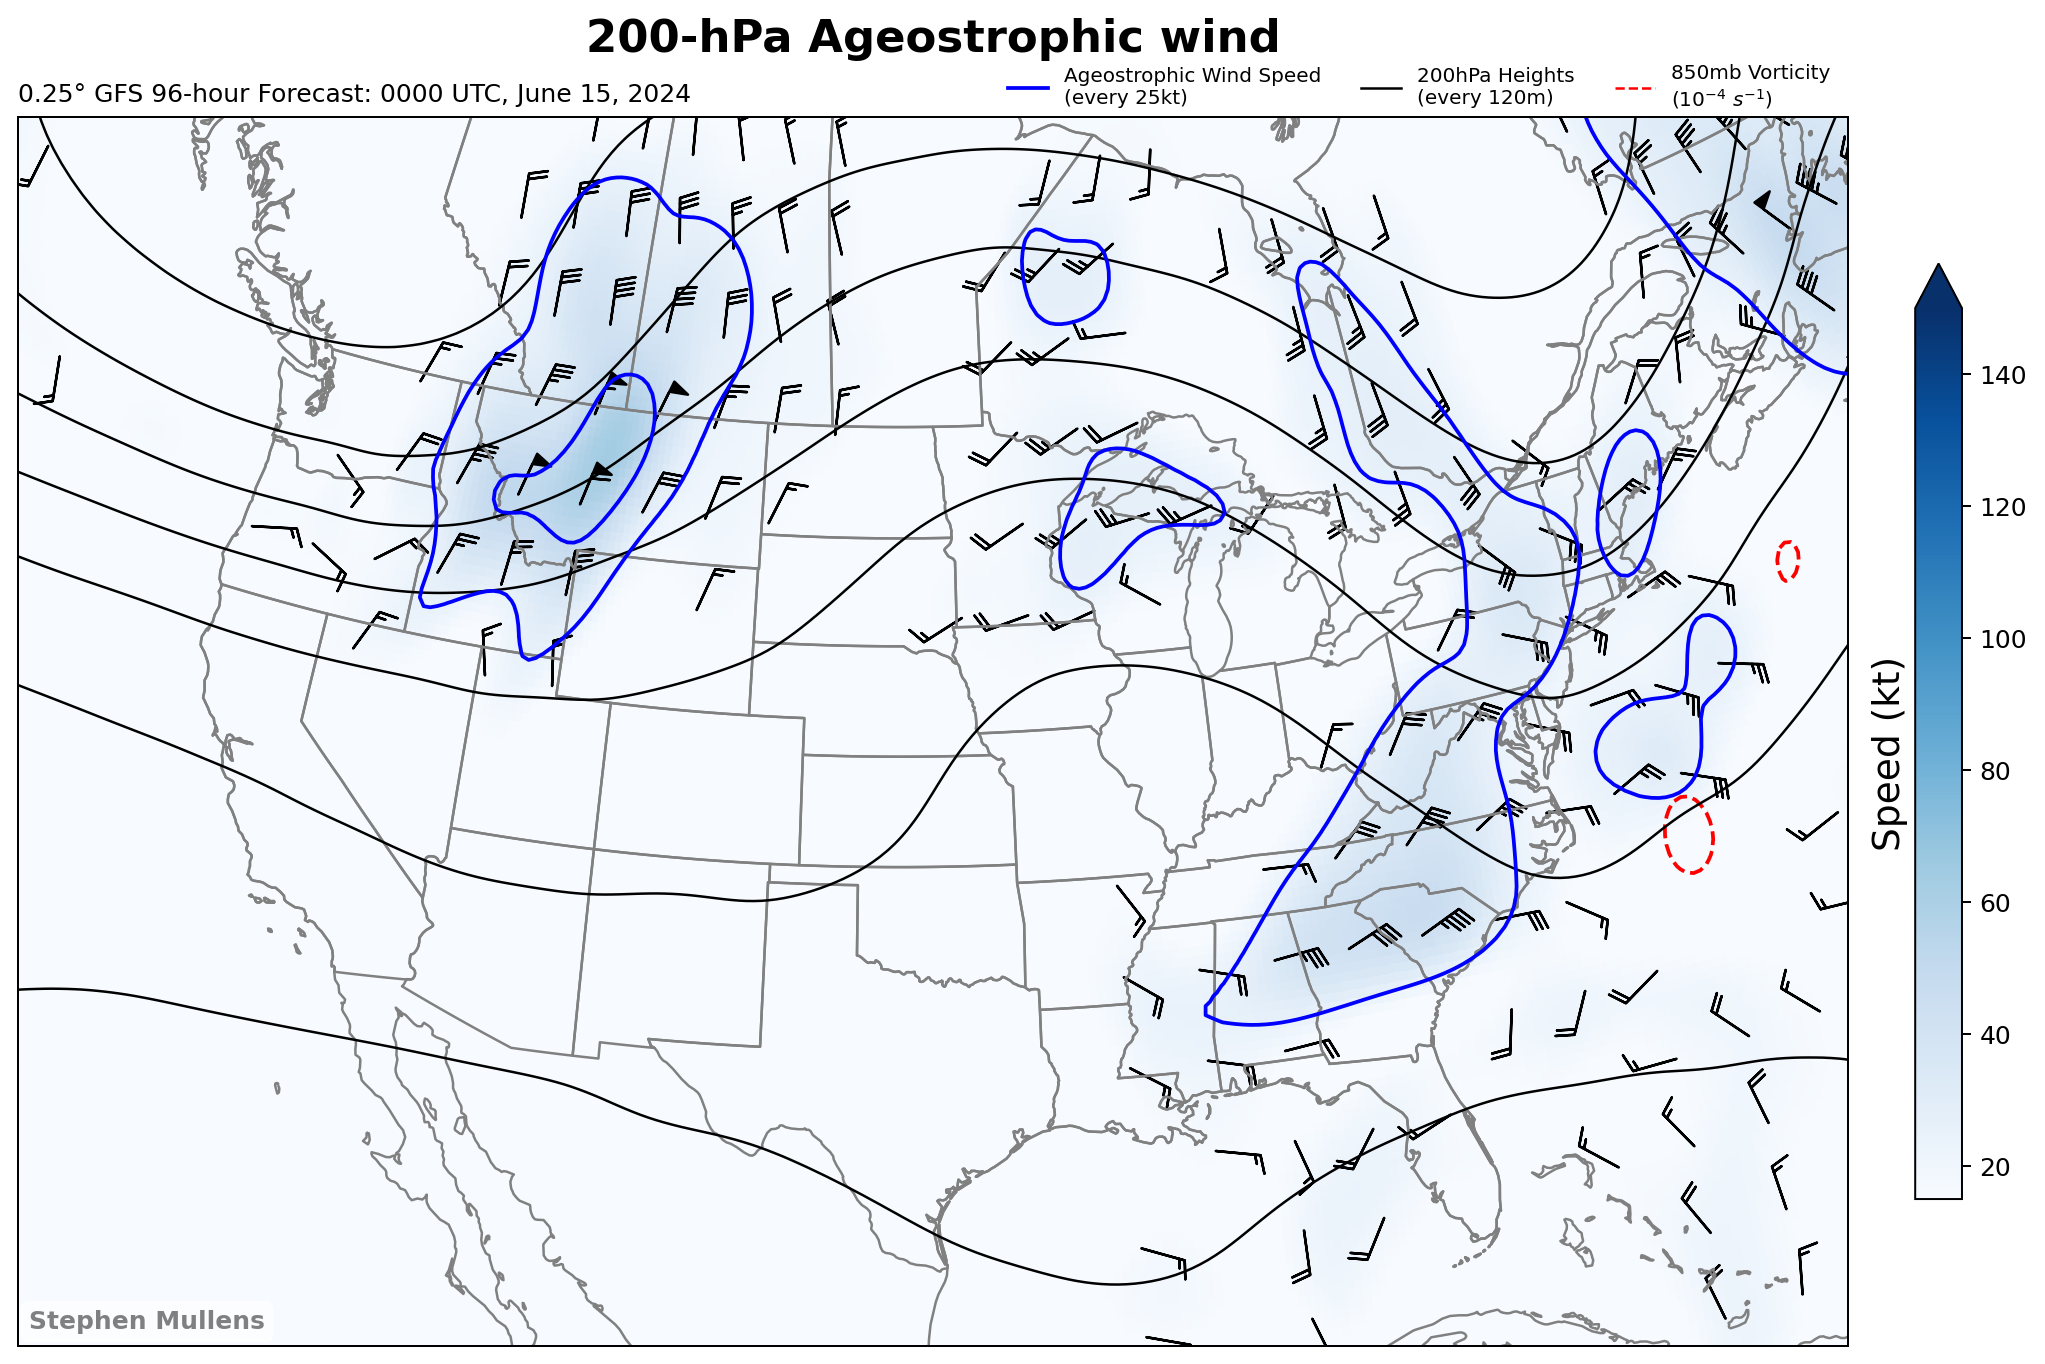 200-hPa Ageostrophic wind
0.25° GFS 96-hour Forecast: 0000 UTC, June 15, 2024
Ageostrophic Wind Speed
(every 25kt)
200hPa Heights
(every 120m)
850mb Vorticity
(10⁻⁴ s⁻¹)
140
120
100
80
60
40
20
Speed (kt)
Stephen Mullens